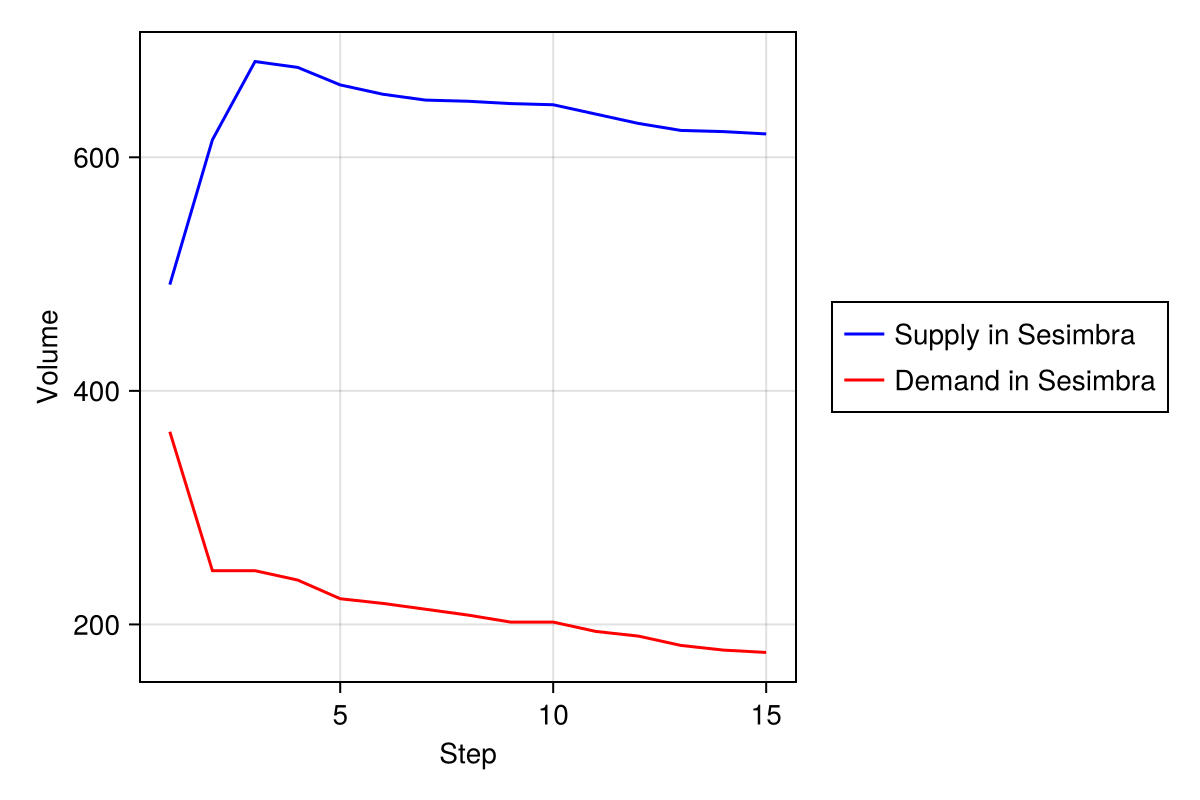 600
400
200
Volume
5 10 15
Step
Supply in Sesimbra
Demand in Sesimbra